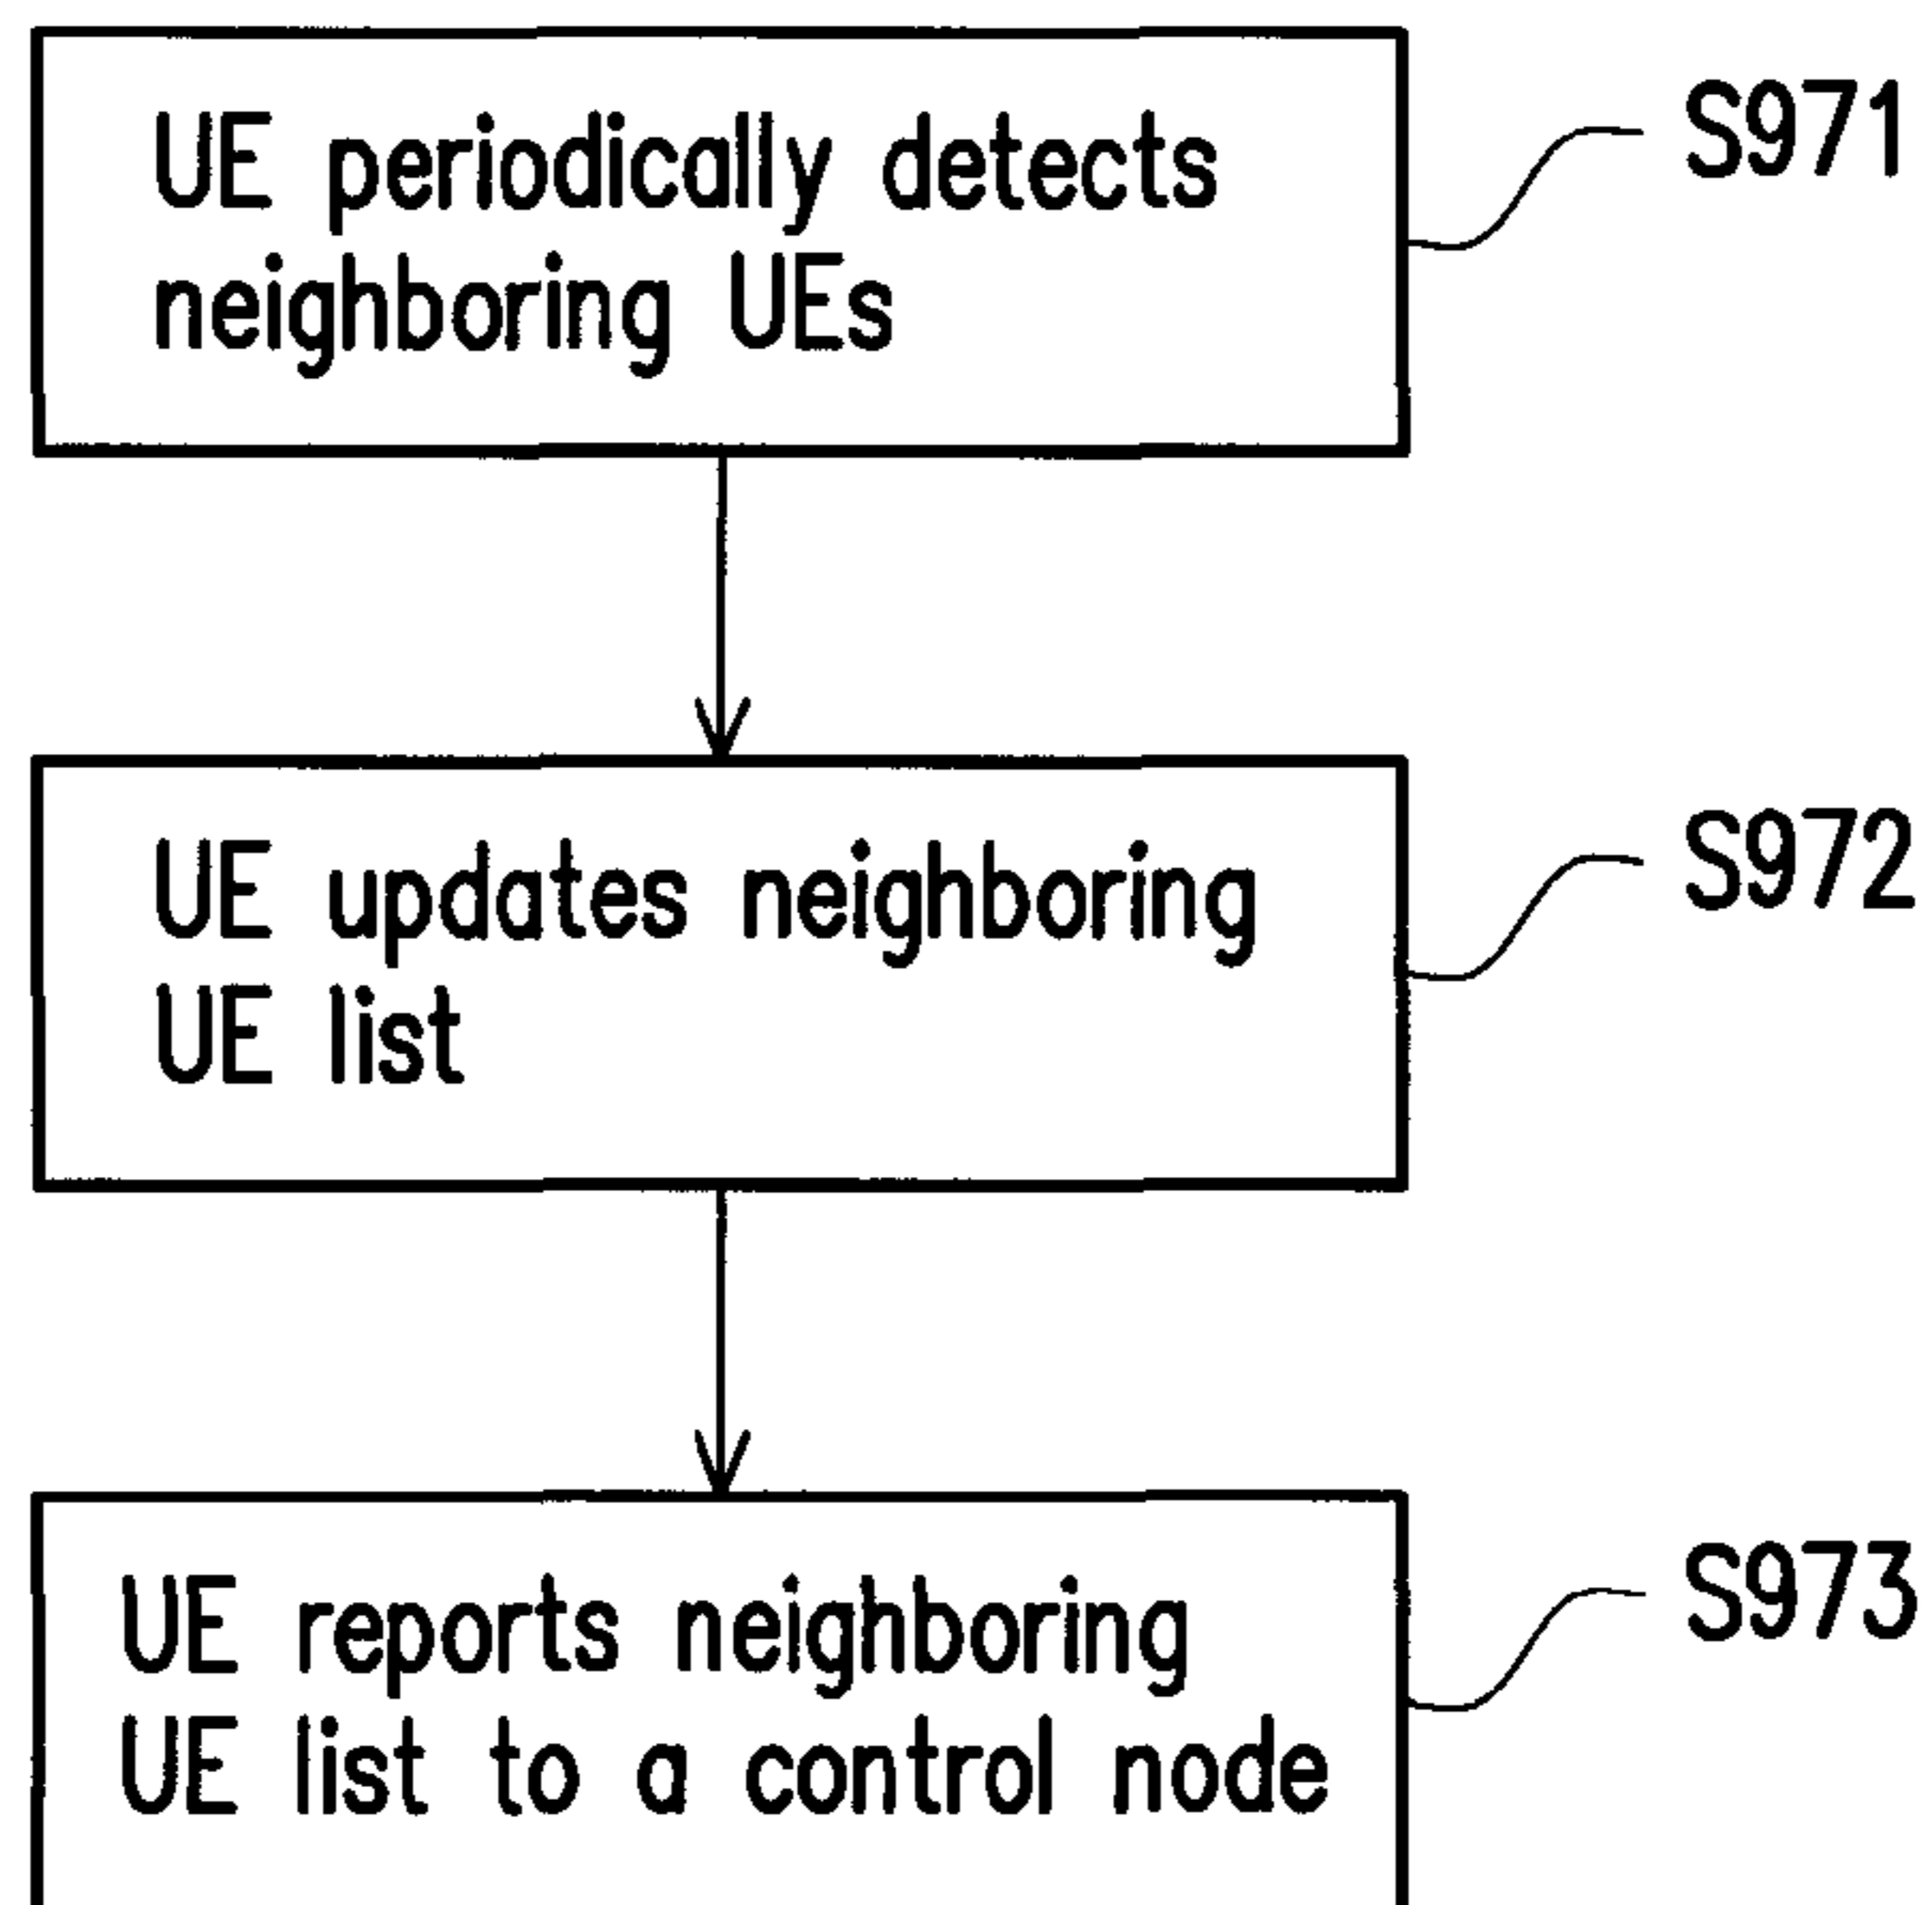 UE periodically detects
neighboring UEs
S971
UE updates neighboring
UE list
S972
UE reports neighboring
UE list to a control node
S973